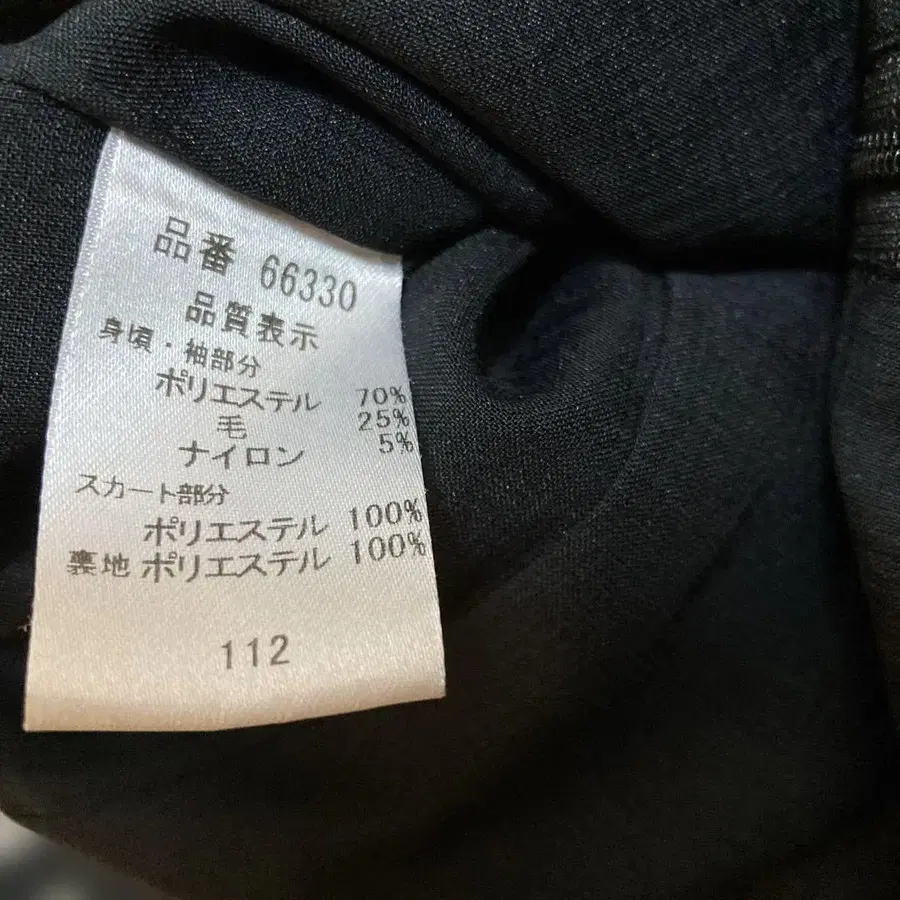 品番 66330
品質表示
身頃・袖部分
ポリエステル 70%
毛 25%
ナイロン 5%
スカート部分
ポリエステル 100%
裏地 ポリエステル 100%
112